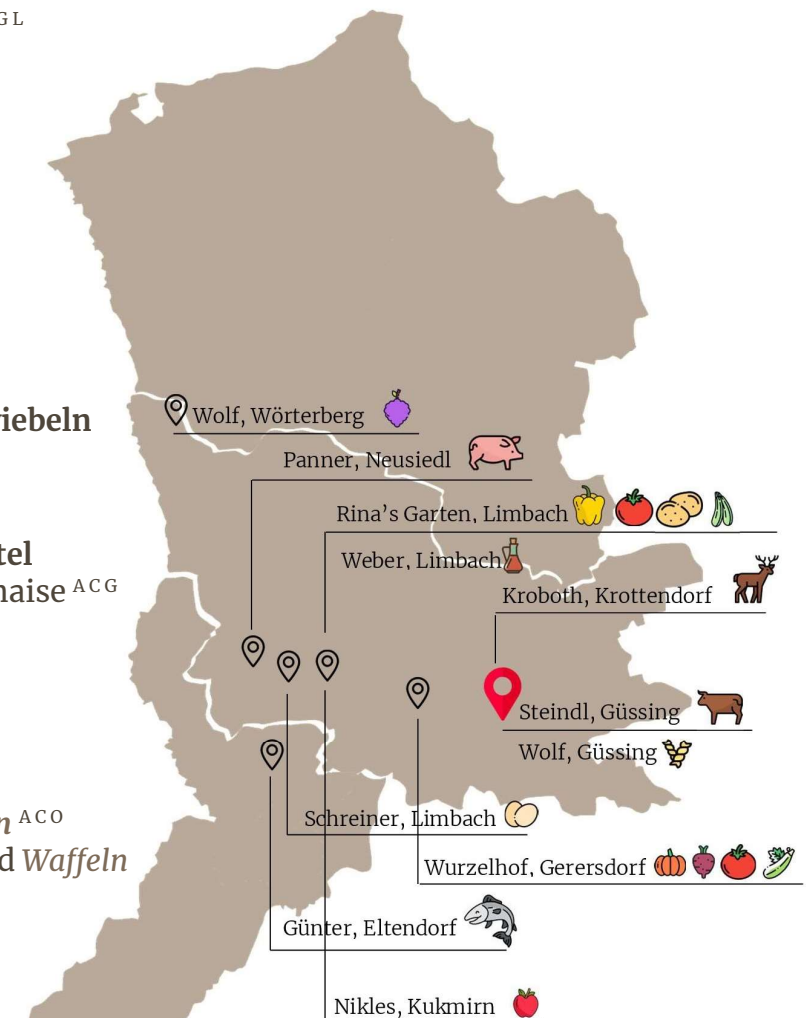 GL
Wolf, Wörterberg
iebeln
Panner, Neusiedl
Rina’s Garten, Limbach
tel
Weber, Limbach
naise ACG
Kroboth, Krottendorf
Steindl, Güssing
Wolf, Güssing
Schreiner, Limbach
n ACO
d Waffeln
Wurzelhof, Gerersdorf
Günter, Eltendorf
Nikles, Kukmirn